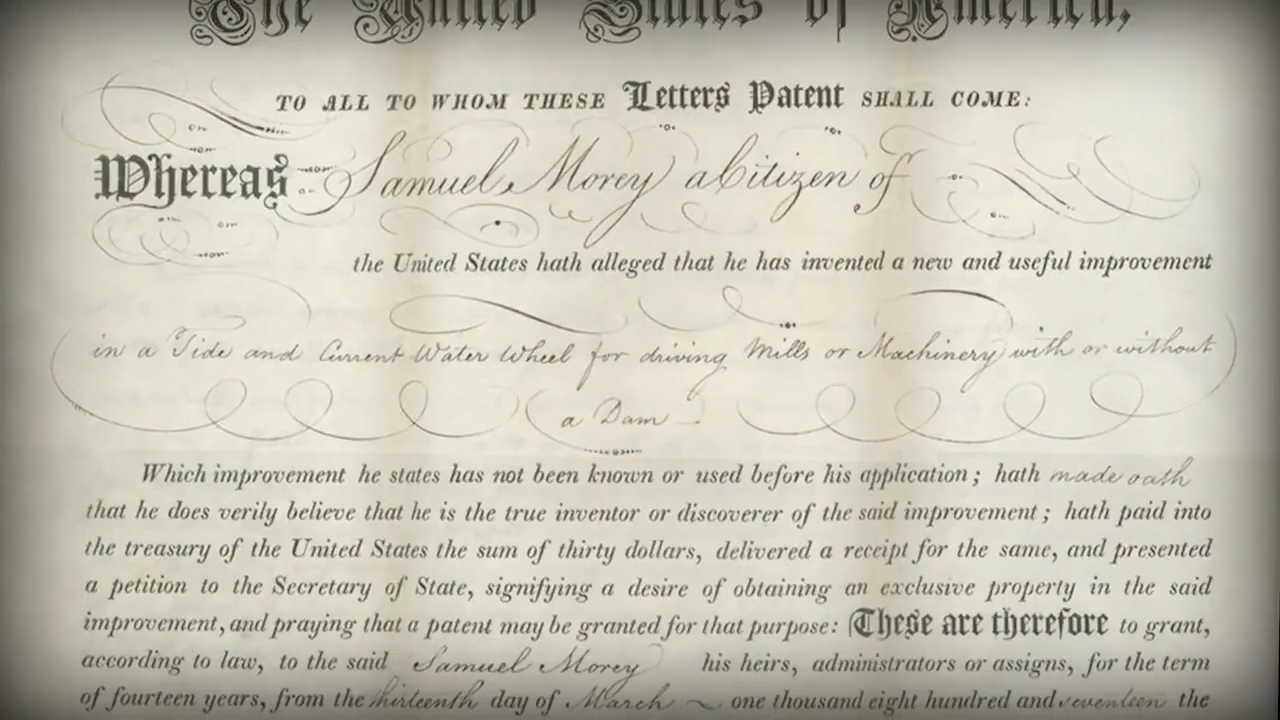 The United States of America,
TO ALL TO WHOM THESE Letters Patent SHALL COME:
Whereas Samuel Morey a Citizen of
the United States hath alleged that he has invented a new and useful improvement
in a Tide and Current Water Wheel for driving Mills or Machinery with or without
a Dam
Which improvement he states has not been known or used before his application; hath made oath
that he does verily believe that he is the true inventor or discoverer of the said improvement; hath paid into
the treasury of the United States the sum of thirty dollars, delivered a receipt for the same, and presented
a petition to the Secretary of State, signifying a desire of obtaining an exclusive property in the said
improvement, and praying that a patent may be granted for that purpose: These are therefore to grant,
according to law, to the said Samuel Morey his heirs, administrators or assigns, for the term
of fourteen years, from the thirteenth day of March one thousand eight hundred and seventeen the